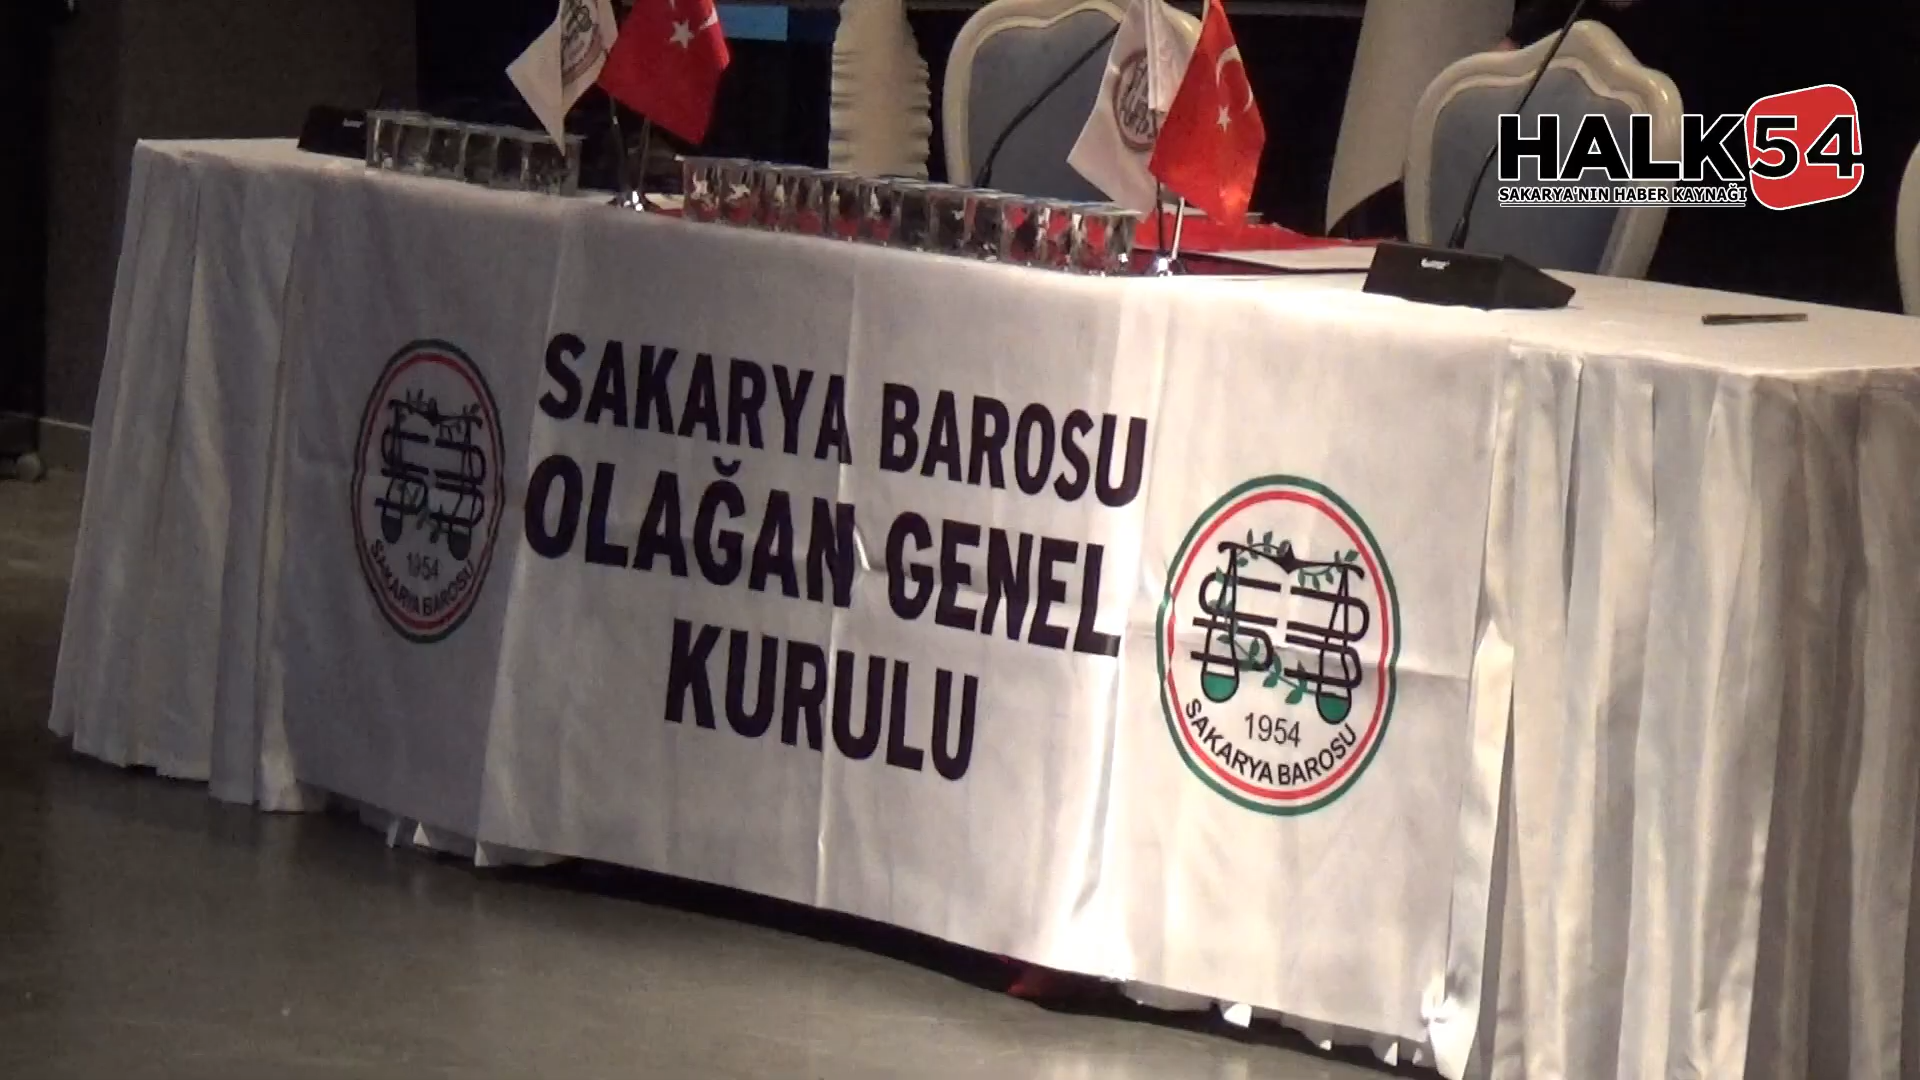 HALK54
SAKARYA'NIN HABER KAYNAĞI
SAKARYA BAROSU
OLAĞAN GENEL
KURULU
1954
SAKARYA BAROSU
1954
SAKARYA BAROSU